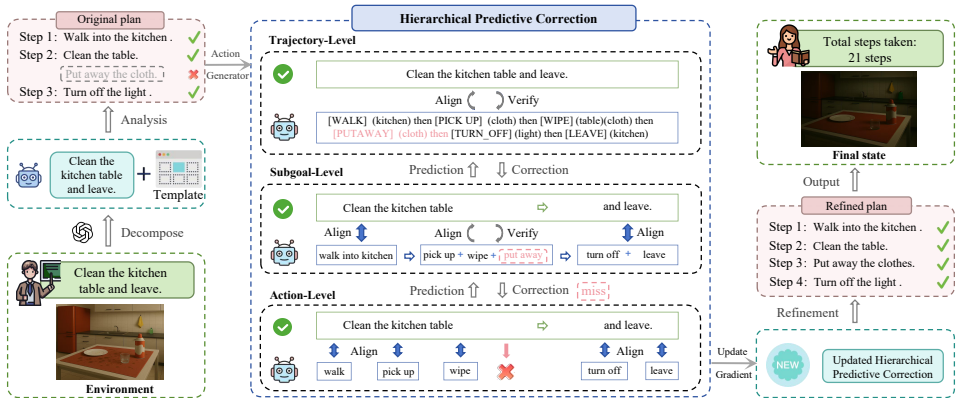 Original plan
Step 1: Walk into the kitchen .
Step 2: Clean the table.
Put away the cloth.
Step 3: Turn off the light .
Analysis
Clean the
kitchen table
and leave.
Template
Decompose
Clean the kitchen
table and leave.
Environment
Action
Generator
Hierarchical Predictive Correction
Trajectory-Level
Clean the kitchen table and leave.
Align
Verify
[WALK] (kitchen) then [PICK UP] (cloth) then [WIPE] (table)(cloth) then
[PUTAWAY] (cloth) then [TURN_OFF] (light) then [LEAVE] (kitchen)
Prediction
Correction
Subgoal-Level
Clean the kitchen table
and leave.
Align
Align
Verify
Align
walk into kitchen
pick up + wipe + put away
turn off + leave
Prediction
Correction
miss
Action-Level
Clean the kitchen table
and leave.
Align
Align
walk
pick up
wipe
turn off
leave
Update
Gradient
NEW
Updated Hierarchical
Predictive Correction
Refinement
Refined plan
Step 1: Walk into the kitchen .
Step 2: Clean the table.
Step 3: Put away the clothes.
Step 4: Turn off the light .
Output
Total steps taken:
21 steps
Final state